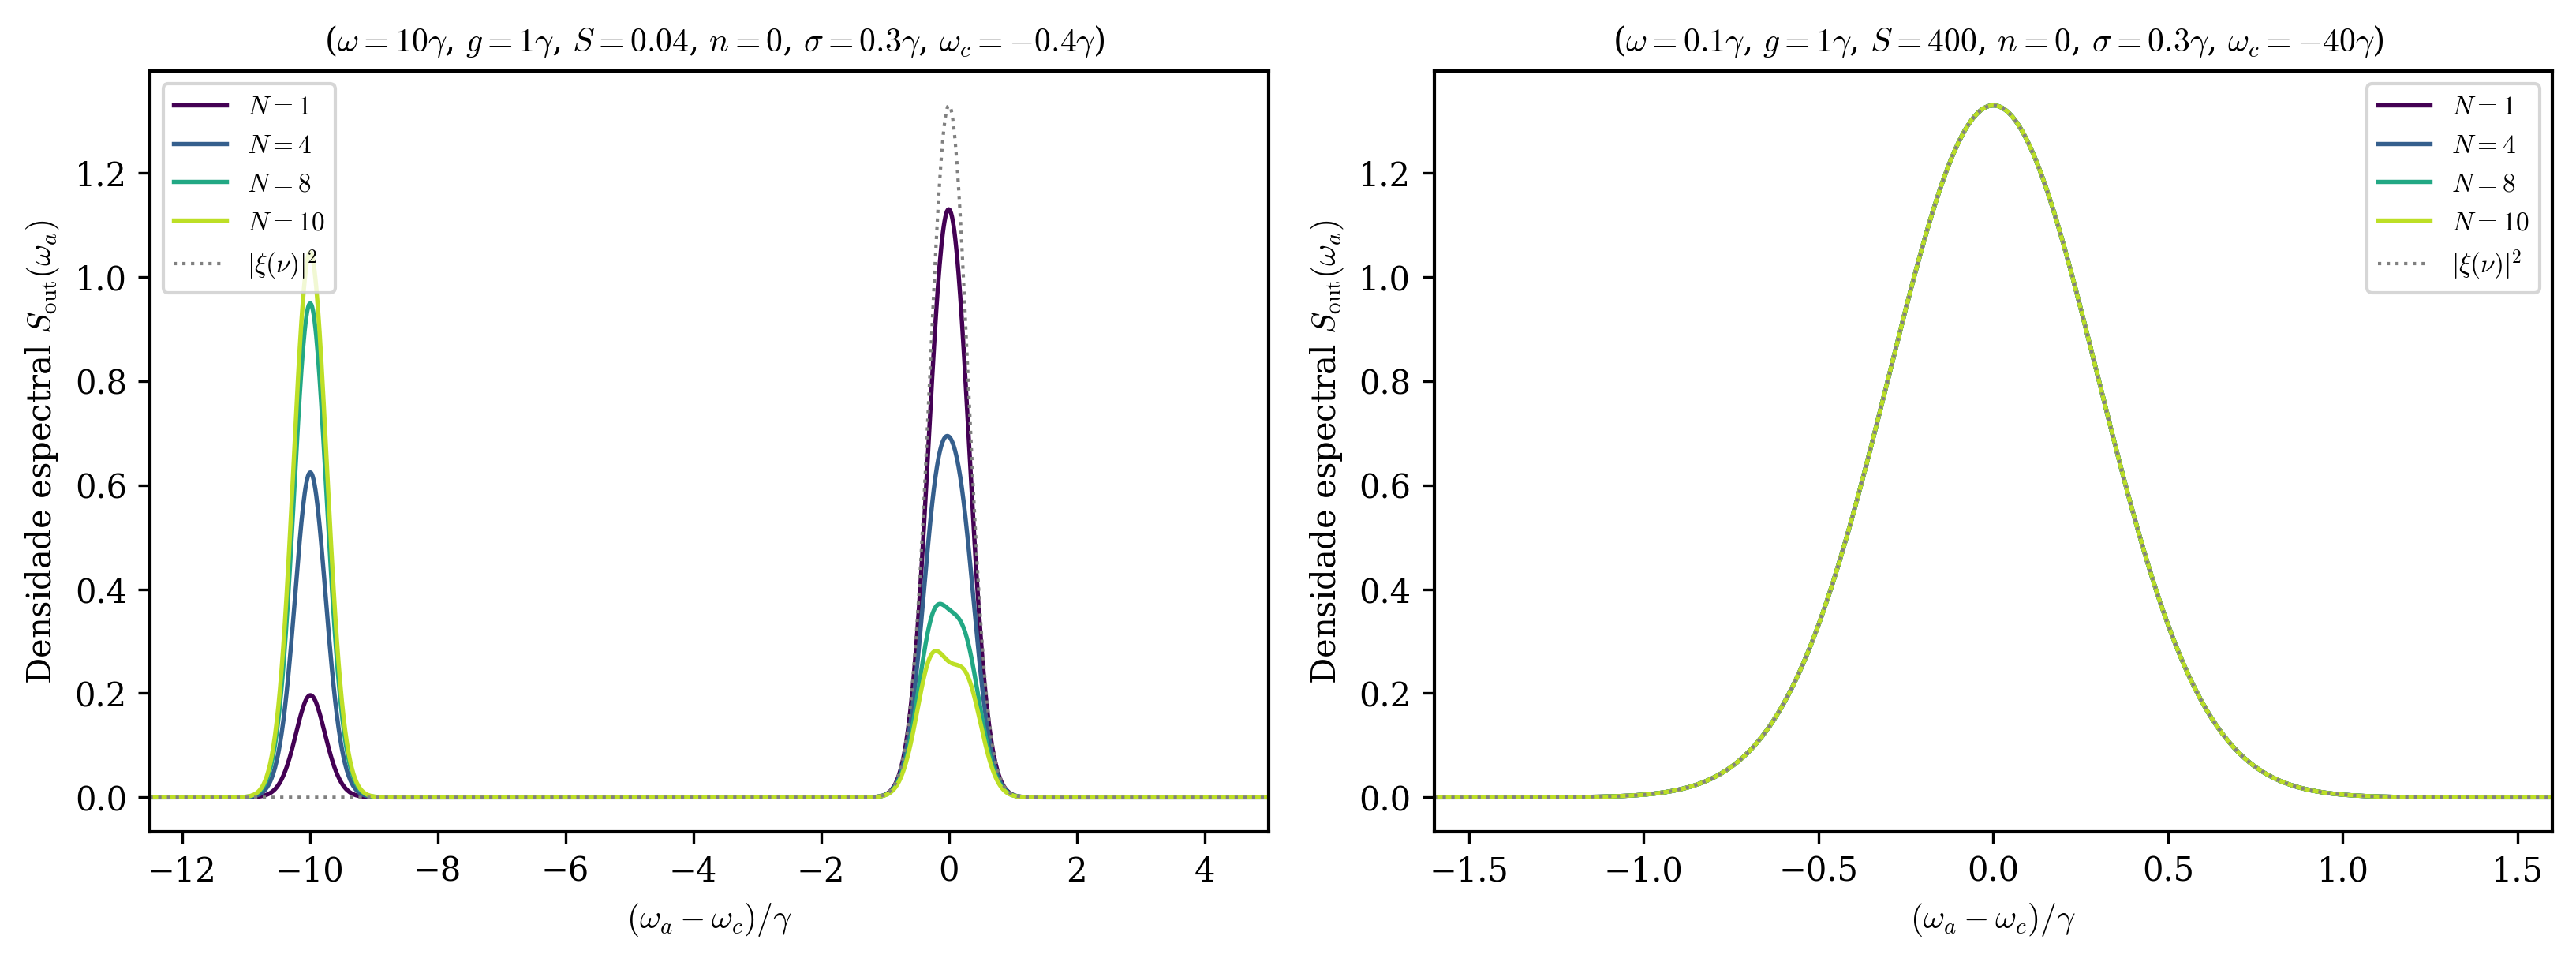 (ω = 10γ, g = 1γ, S = 0.04, n = 0, σ = 0.3γ, ω_c = −0.4γ)
Densidade espectral S_out(ω_a)
1.2
1.0
0.8
0.6
0.4
0.2
0.0
N = 1
N = 4
N = 8
N = 10
|ξ(ν)|²
−12 −10 −8 −6 −4 −2 0 2 4
(ω_a − ω_c)/γ
(ω = 0.1γ, g = 1γ, S = 400, n = 0, σ = 0.3γ, ω_c = −40γ)
Densidade espectral S_out(ω_a)
1.2
1.0
0.8
0.6
0.4
0.2
0.0
N = 1
N = 4
N = 8
N = 10
|ξ(ν)|²
−1.5 −1.0 −0.5 0.0 0.5 1.0 1.5
(ω_a − ω_c)/γ